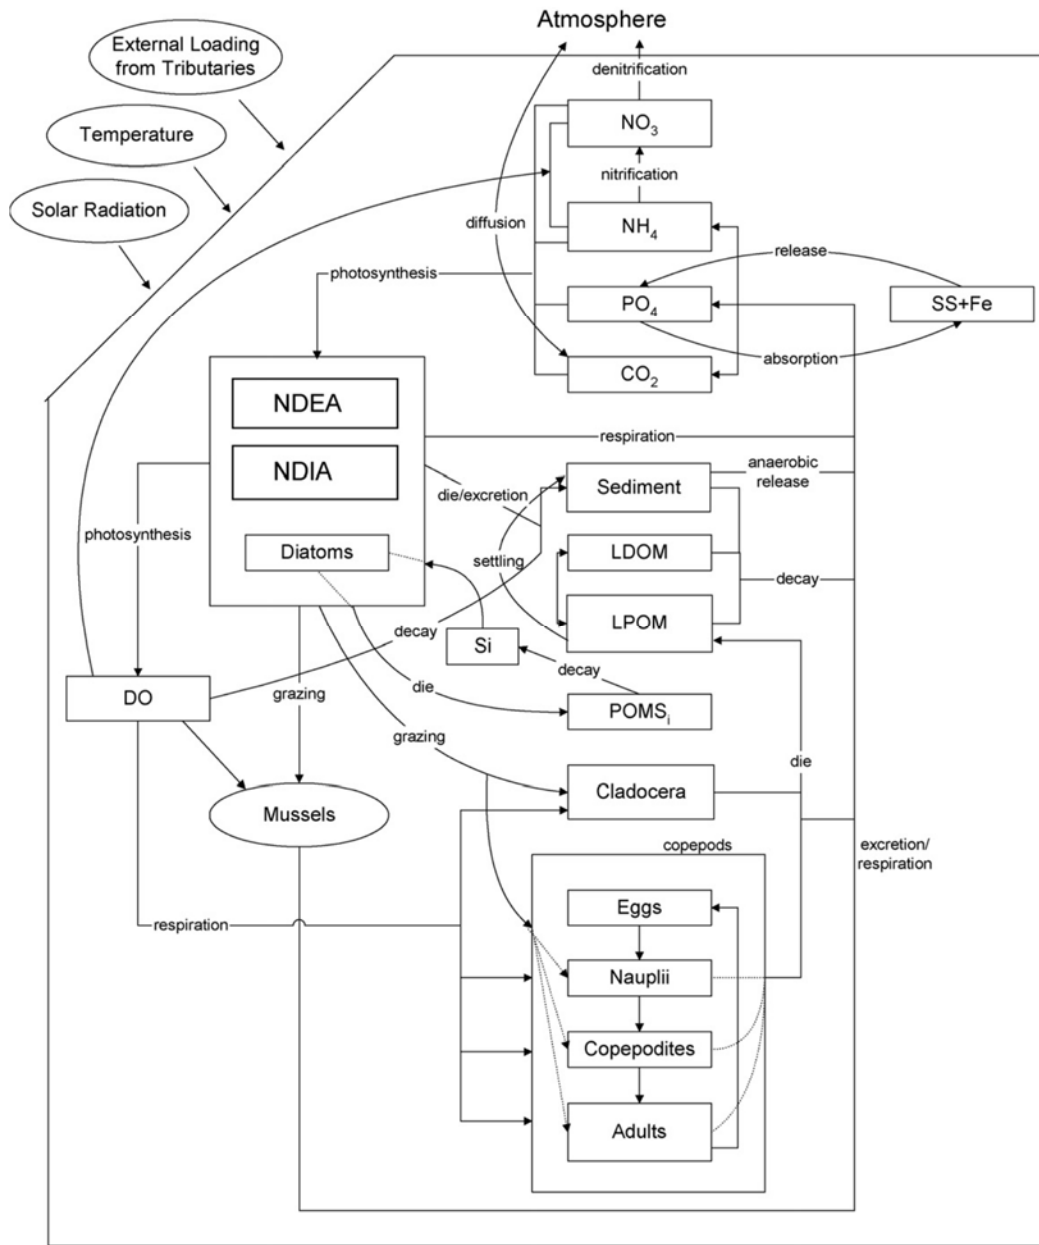 Atmosphere
External Loading
from Tributaries
denitrification
NO3
Temperature
nitrification
Solar Radiation
NH4
diffusion
release
photosynthesis
PO4
SS+Fe
absorption
CO2
NDEA
respiration
NDIA
anaerobic
release
Sediment
die/excretion
photosynthesis
Diatoms
settling
LDOM
decay
LPOM
decay
Si
decay
DO
grazing
die
POMSi
grazing
die
Cladocera
Mussels
copepods
excretion/
respiration
Eggs
respiration
Nauplii
Copepodites
Adults